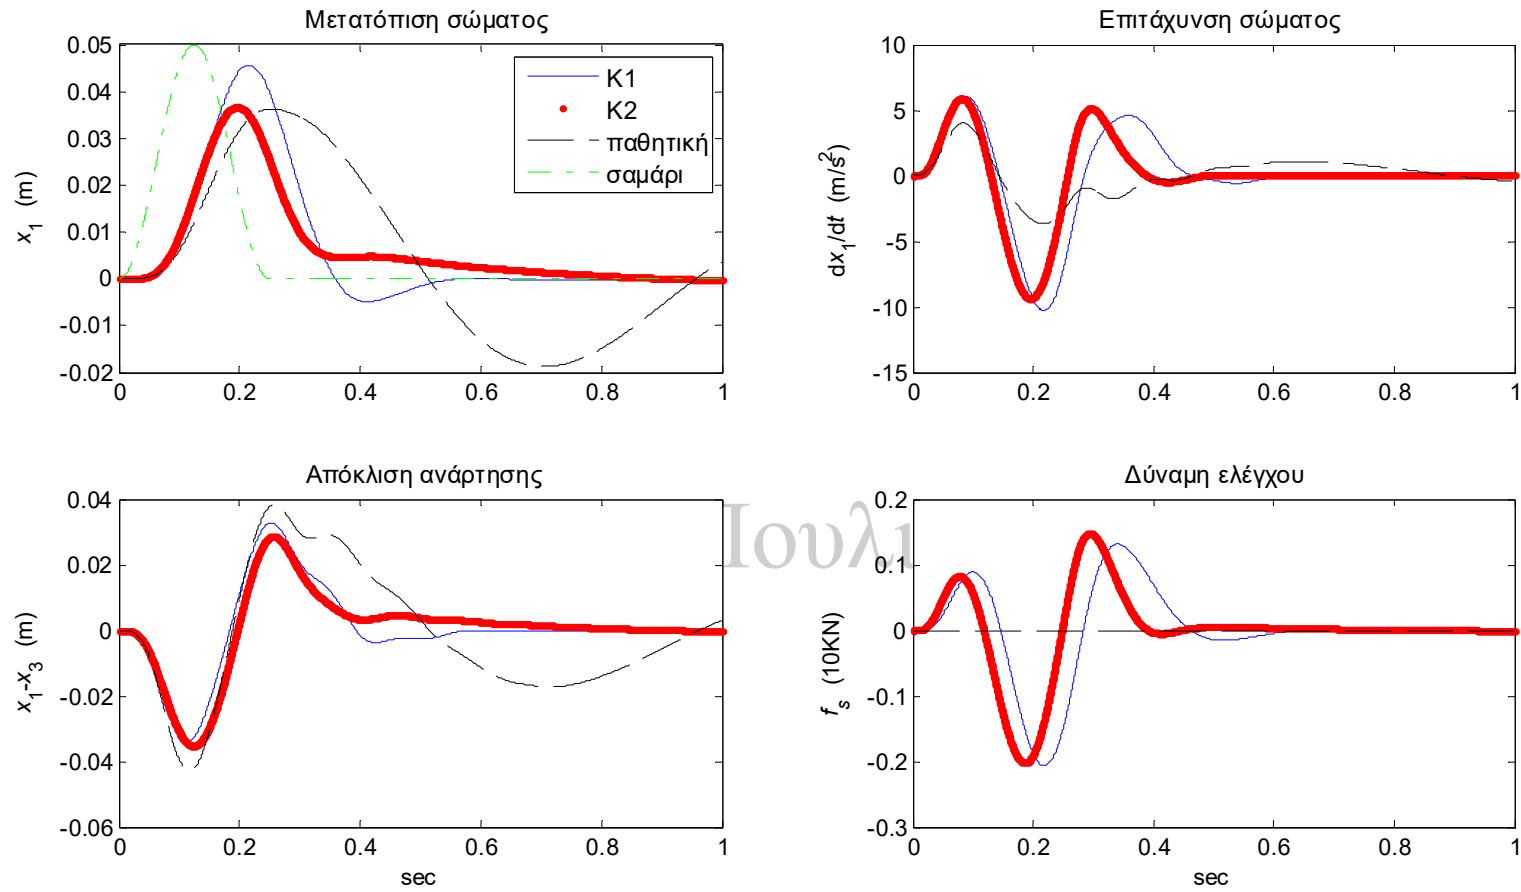 Μετατόπιση σώματος
0.05
0.04
0.03
0.02
0.01
0
-0.01
-0.02
x1 (m)
K1
K2
παθητική
σαμάρι
0 0.2 0.4 0.6 0.8 1
Επιτάχυνση σώματος
10
5
0
-5
-10
-15
dx1/dt (m/s²)
0 0.2 0.4 0.6 0.8 1
Απόκλιση ανάρτησης
0.04
0.02
0
-0.02
-0.04
-0.06
x1-x3 (m)
0 0.2 0.4 0.6 0.8 1
sec
Δύναμη ελέγχου
0.2
0.1
0
-0.1
-0.2
-0.3
fs (10KN)
0 0.2 0.4 0.6 0.8 1
sec